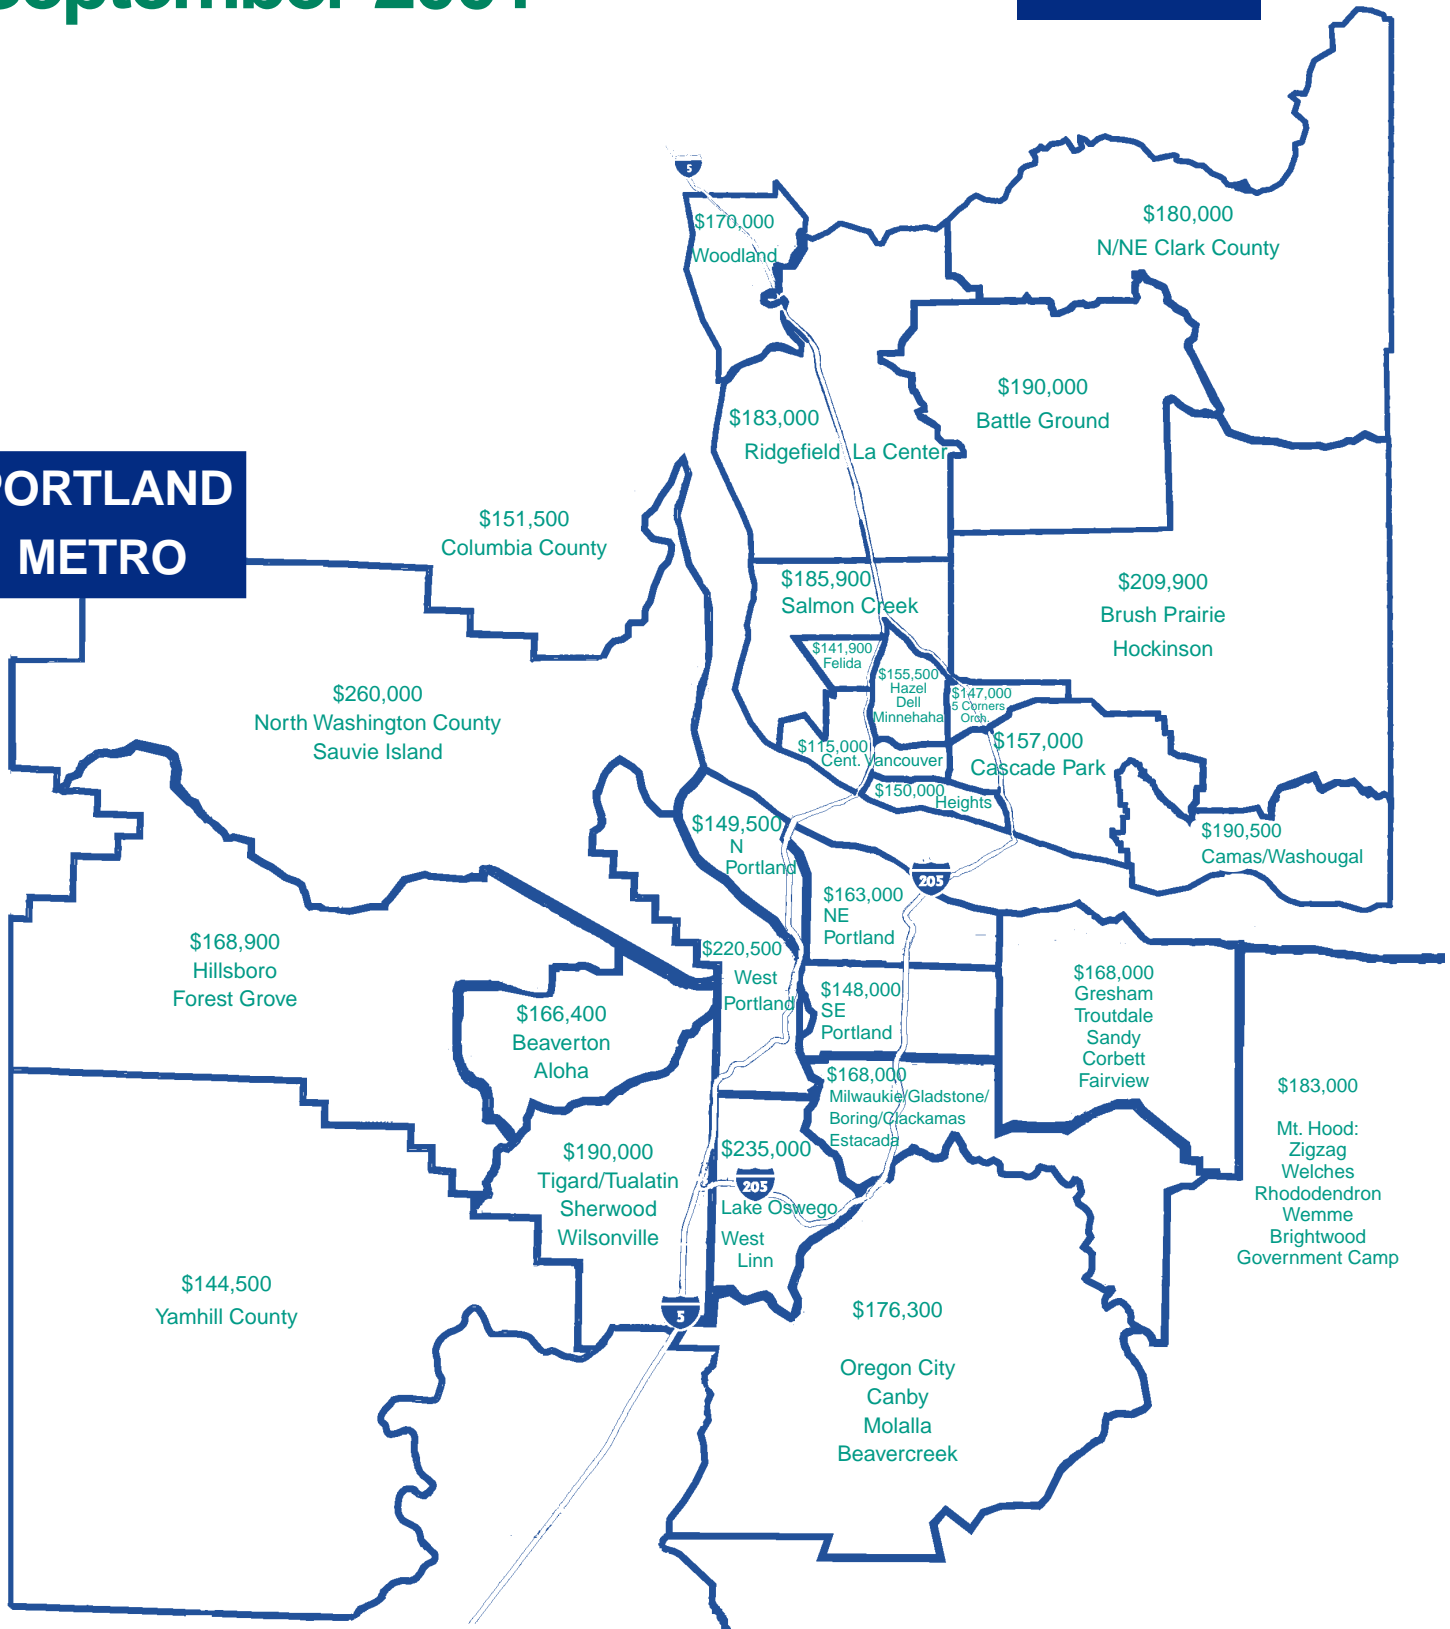 5
$170,000
Woodland
$180,000
N/NE Clark County
$183,000
Ridgefield La Center
$190,000
Battle Ground
PORTLAND
METRO
$151,500
Columbia County
$185,900
Salmon Creek
$209,900
Brush Prairie
Hockinson
$141,900
Felida
$155,500
Hazel
Dell
Minnehaha
$147,000
5 Corners
Orch.
$260,000
North Washington County
Sauvie Island
$115,000
Cent. Vancouver
$157,000
Cascade Park
$150,000
Heights
$190,500
Camas/Washougal
$149,500
N
Portland
205
$163,000
NE
Portland
$168,900
Hillsboro
Forest Grove
$220,500
West
Portland
$148,000
SE
Portland
$168,000
Gresham
Troutdale
Sandy
Corbett
Fairview
$166,400
Beaverton
Aloha
$168,000
Milwaukie/Gladstone/
Boring/Clackamas
Estacada
$183,000
Mt. Hood:
Zigzag
Welches
Rhododendron
Wemme
Brightwood
Government Camp
$190,000
Tigard/Tualatin
Sherwood
Wilsonville
$235,000
205
Lake Oswego
West
Linn
$144,500
Yamhill County
5
$176,300
Oregon City
Canby
Molalla
Beavercreek